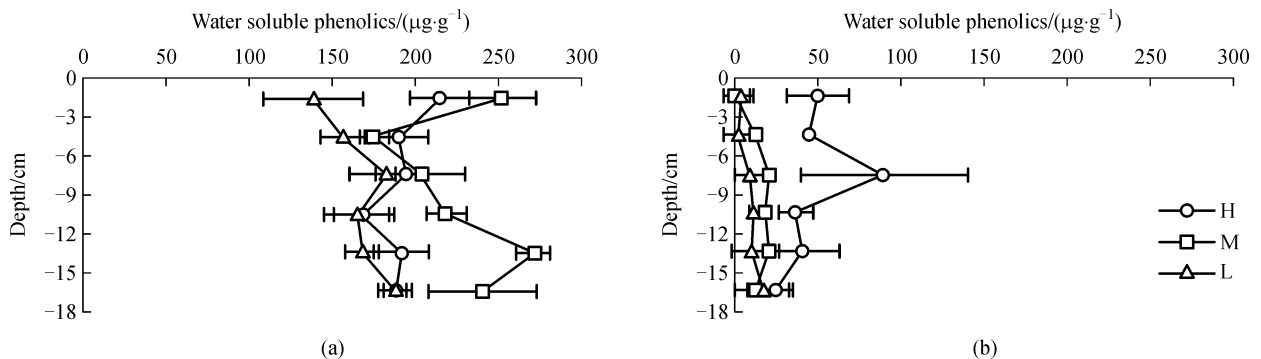 Water soluble phenolics/(μg·g⁻¹)
0 50 100 150 200 250 300
0
−3
−6
−9
−12
−15
−18
Depth/cm
(a)
Water soluble phenolics/(μg·g⁻¹)
0 50 100 150 200 250 300
0
−3
−6
−9
−12
−15
−18
Depth/cm
H
M
L
(b)